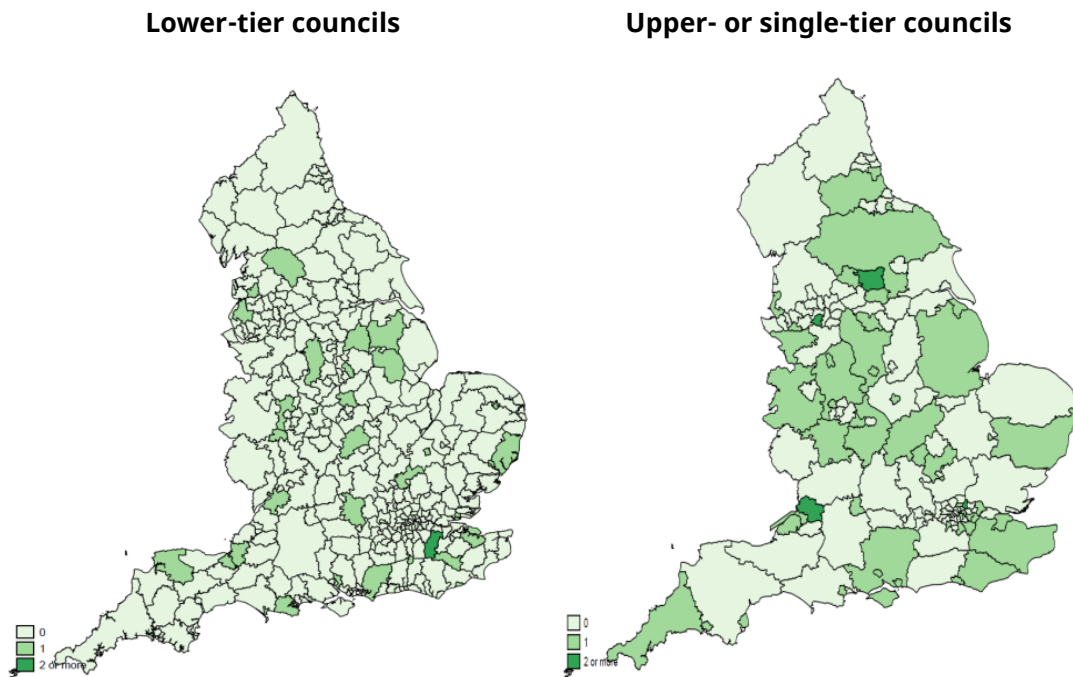 Lower-tier councils
Upper- or single-tier councils
0
1
2 or more
0
1
2 or more